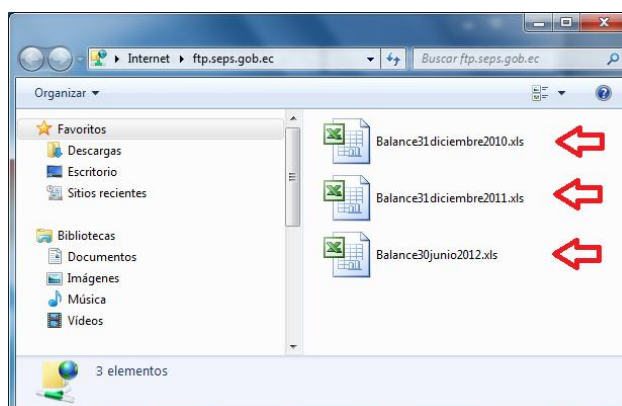 Internet ▸ ftp.seps.gob.ec
Buscar ftp.seps.gob.ec
Organizar
Favoritos
Descargas
Escritorio
Sitios recientes
Bibliotecas
Documentos
Imágenes
Música
Vídeos
Balance31diciembre2010.xls
Balance31diciembre2011.xls
Balance30junio2012.xls
3 elementos